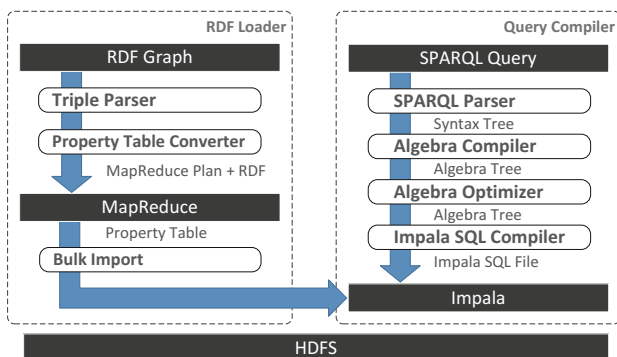 RDF Loader
RDF Graph
Triple Parser
Property Table Converter
MapReduce Plan + RDF
MapReduce
Property Table
Bulk Import
Query Compiler
SPARQL Query
SPARQL Parser
Syntax Tree
Algebra Compiler
Algebra Tree
Algebra Optimizer
Algebra Tree
Impala SQL Compiler
Impala SQL File
Impala
HDFS